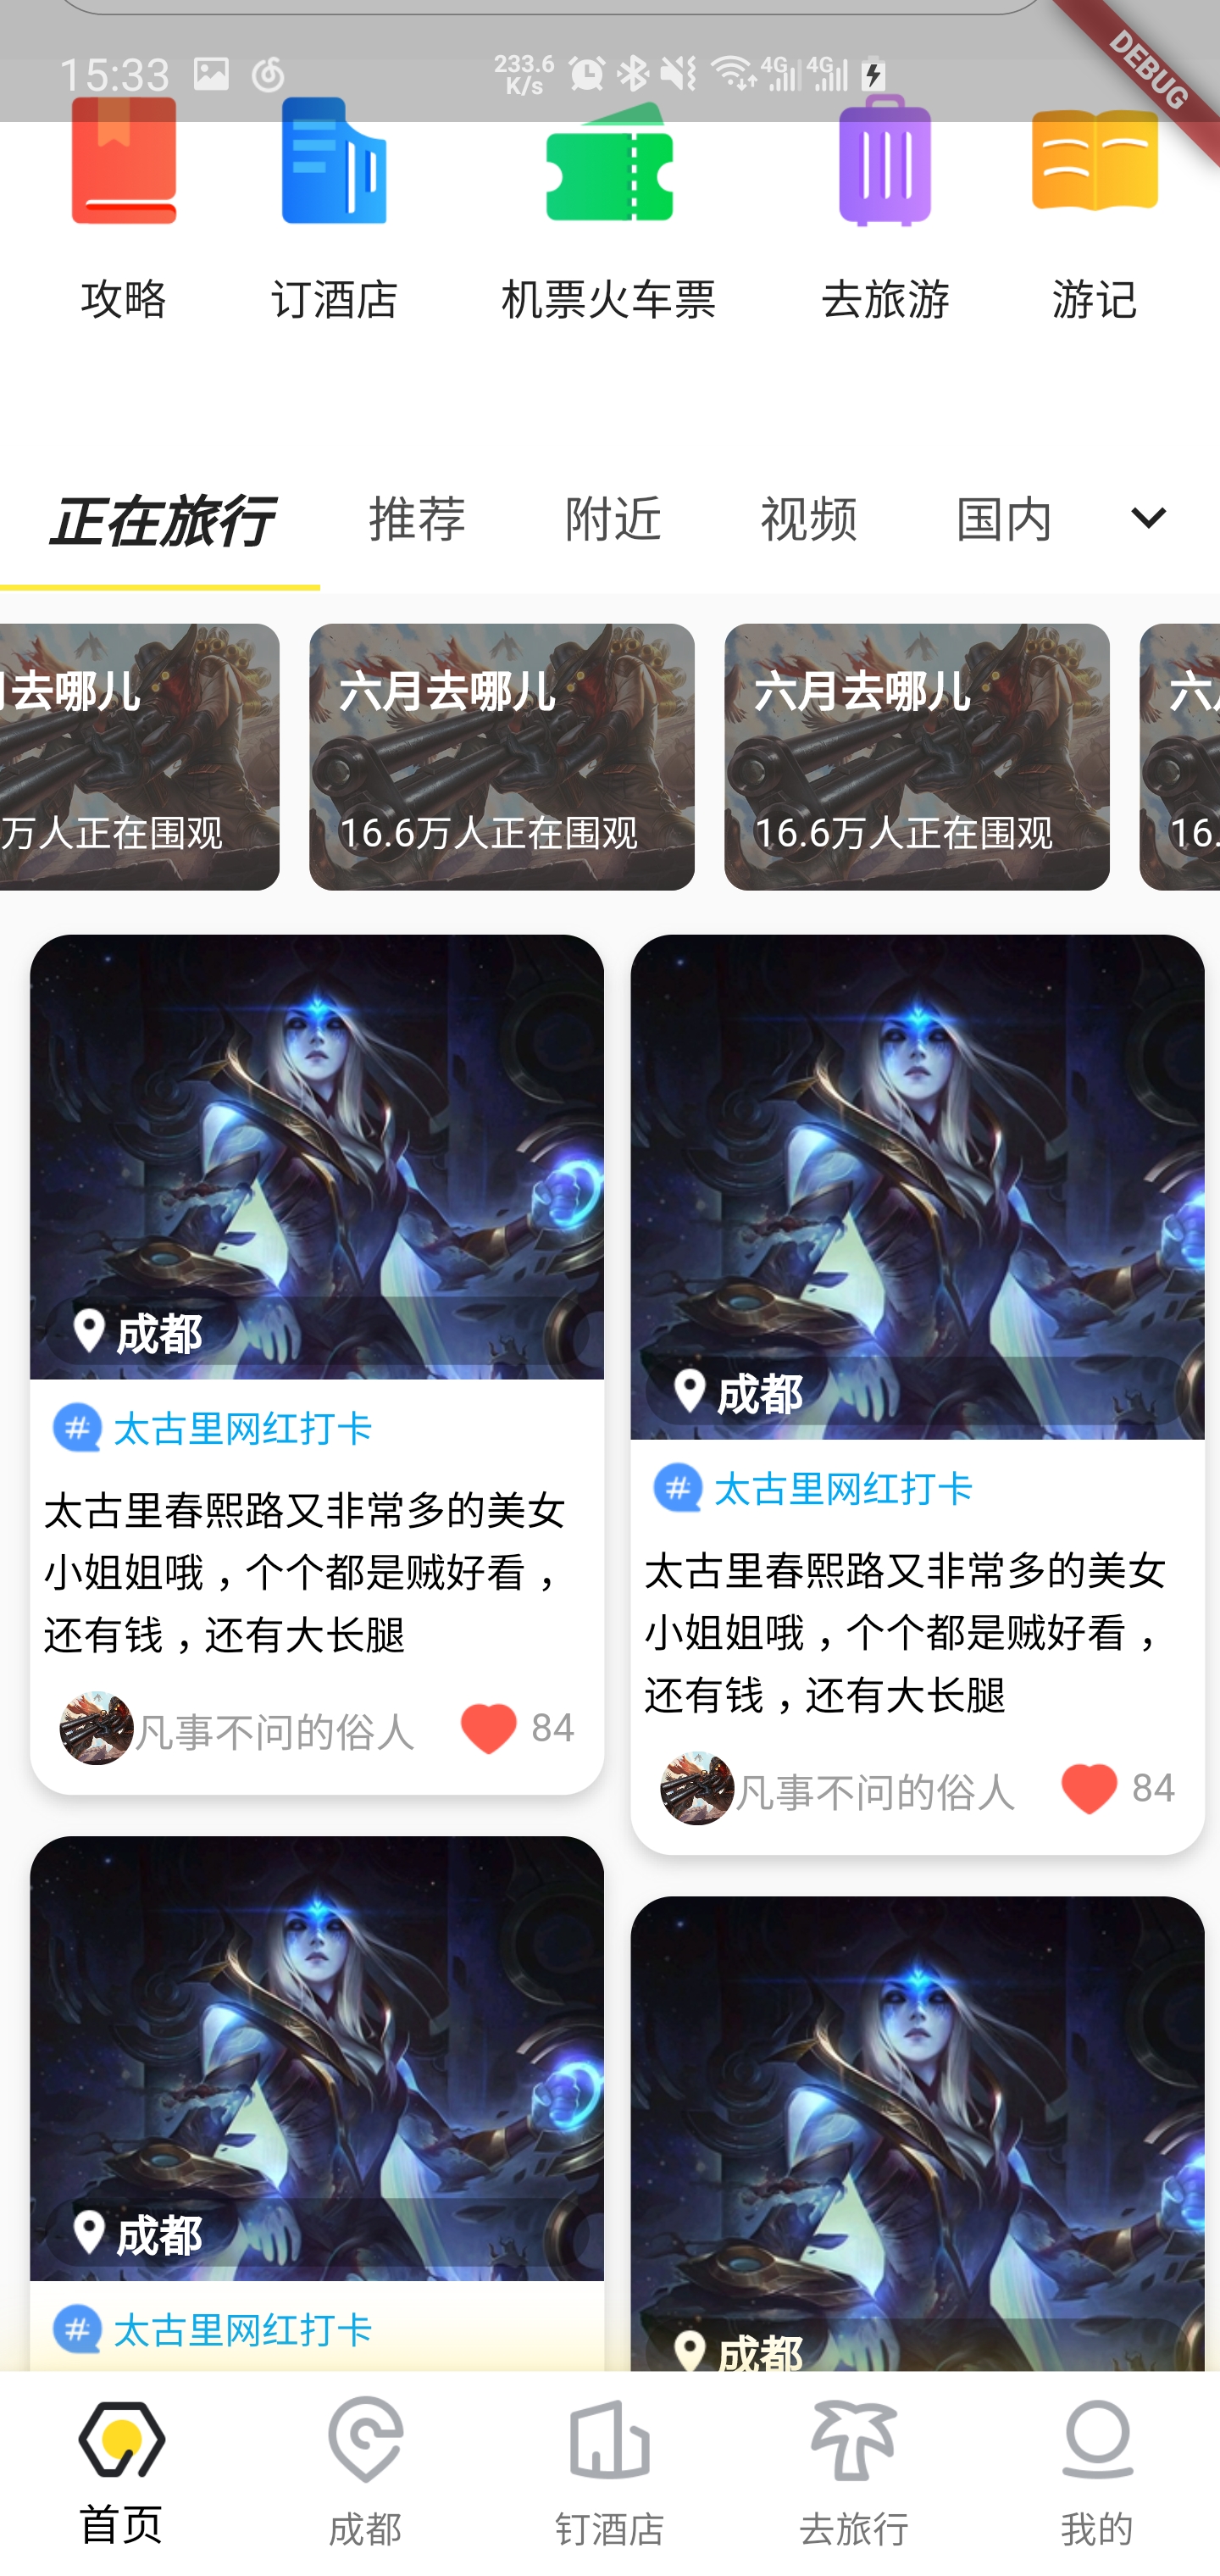 15:33
233.6
K/s
4G 4G
DEBUG
攻略 订酒店 机票火车票 去旅游 游记
正在旅行 推荐 附近 视频 国内
月去哪儿 六月去哪儿 六月去哪儿 六
万人正在围观 16.6万人正在围观 16.6万人正在围观 16.
成都
# 太古里网红打卡
太古里春熙路又非常多的美女
小姐姐哦，个个都是贼好看，
还有钱，还有大长腿
凡事不问的俗人 84
成都
# 太古里网红打卡
太古里春熙路又非常多的美女
小姐姐哦，个个都是贼好看，
还有钱，还有大长腿
凡事不问的俗人 84
成都
# 太古里网红打卡
成都
首页 成都 钉酒店 去旅行 我的